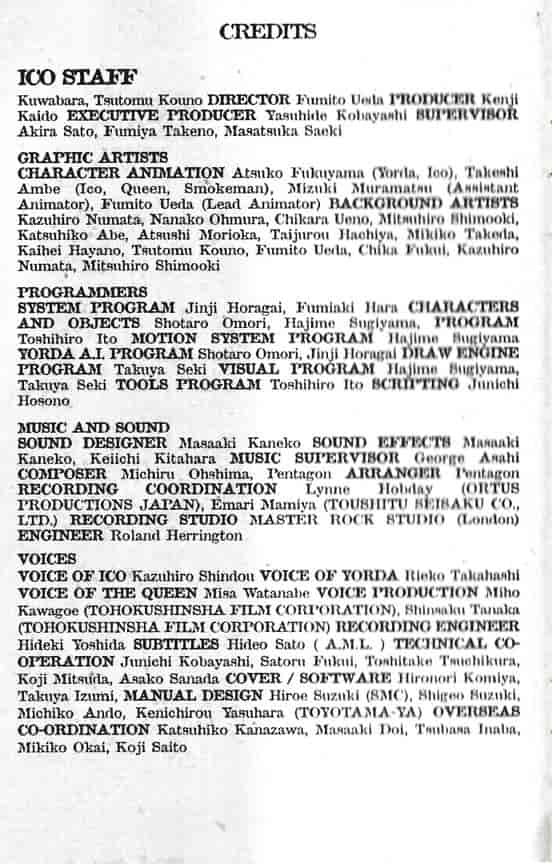 CREDITS
ICO STAFF
Kuwabara, Tsutomu Kouno DIRECTOR Fumito Ueda PRODUCER Kenji
Kaido EXECUTIVE PRODUCER Yasuhide Kobayashi SUPERVISOR
Akira Sato, Fumiya Takeno, Masatsuka Saeki
GRAPHIC ARTISTS
CHARACTER ANIMATION Atsuko Fukuyama (Yorda, Ico), Takeshi
Ambe (Ico, Queen, Smokeman), Mizuki Muramatsu (Assistant
Animator), Fumito Ueda (Lead Animator) BACKGROUND ARTISTS
Kazuhiro Numata, Nanako Ohmura, Chikara Ueno, Mitsuhiro Shimooki,
Katsuhiko Abe, Atsushi Morioka, Taijurou Hachiya, Mikiko Takeda,
Kaihei Hayano, Tsutomu Kouno, Fumito Ueda, Chika Fukui, Kazuhiro
Numata, Mitsuhiro Shimooki
PROGRAMMERS
SYSTEM PROGRAM Jinji Horagai, Fumiaki Hara CHARACTERS
AND OBJECTS Shotaro Omori, Hajime Sugiyama, PROGRAM
Toshihiro Ito MOTION SYSTEM PROGRAM Hajime Sugiyama
YORDA A.I. PROGRAM Shotaro Omori, Jinji Horagai DRAW ENGINE
PROGRAM Takuya Seki VISUAL PROGRAM Hajime Sugiyama,
Takuya Seki TOOLS PROGRAM Toshihiro Ito SCRIPTING Junichi
Hosono
MUSIC AND SOUND
SOUND DESIGNER Masaaki Kaneko SOUND EFFECTS Masaaki
Kaneko, Keiichi Kitahara MUSIC SUPERVISOR George Asahi
COMPOSER Michiru Ohshima, Pentagon ARRANGER Pentagon
RECORDING COORDINATION Lynne Hobday (ORTUS
PRODUCTIONS JAPAN), Emari Mamiya (TOUSHITU SEISAKU CO.,
LTD.) RECORDING STUDIO MASTER ROCK STUDIO (London)
ENGINEER Roland Herrington
VOICES
VOICE OF ICO Kazuhiro Shindou VOICE OF YORDA Rieko Takahashi
VOICE OF THE QUEEN Misa Watanabe VOICE PRODUCTION Miho
Kawagoe (TOHOKUSHINSHA FILM CORPORATION), Shinsaku Tanaka
(TOHOKUSHINSHA FILM CORPORATION) RECORDING ENGINEER
Hideki Yoshida SUBTITLES Hideo Sato ( A.M.L. ) TECHNICAL CO-
OPERATION Junichi Kobayashi, Satoru Fukui, Toshitake Tsuchikura,
Koji Mitsuda, Asako Sanada COVER / SOFTWARE Hironori Komiya,
Takuya Izumi, MANUAL DESIGN Hiroe Suzuki (SMC), Shigeo Suzuki,
Michiko Ando, Kenichirou Yasuhara (TOYOTAMA-YA) OVERSEAS
CO-ORDINATION Katsuhiko Kanazawa, Masaaki Doi, Tsubasa Inaba,
Mikiko Okai, Koji Saito